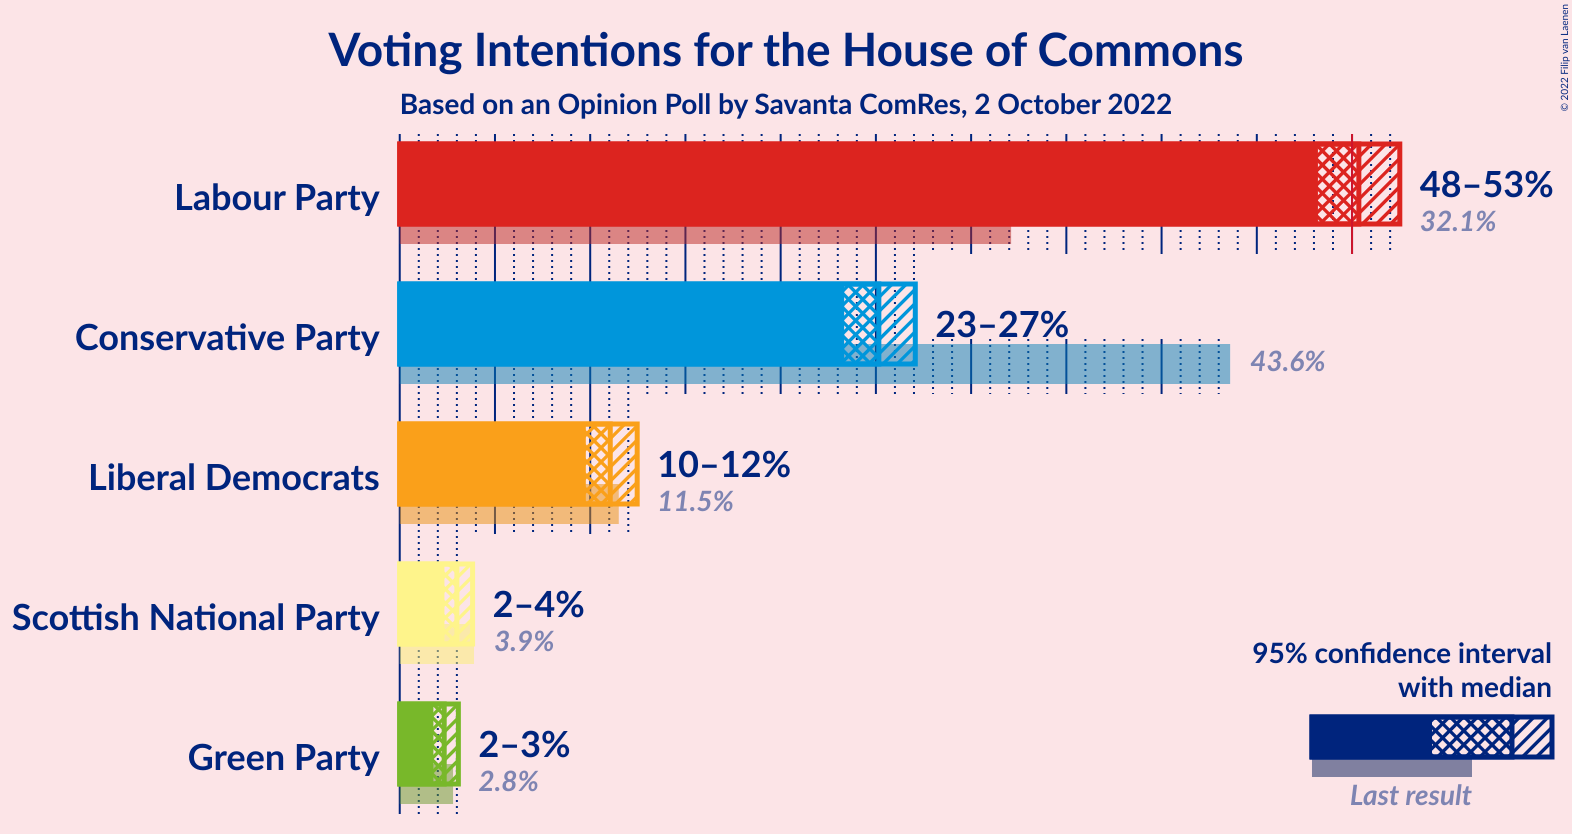 Voting Intentions for the House of Commons
Based on an Opinion Poll by Savanta ComRes, 2 October 2022
© 2022 Filip van Laenen
Labour Party
48–53%
32.1%
Conservative Party
23–27%
43.6%
Liberal Democrats
10–12%
11.5%
Scottish National Party
2–4%
3.9%
Green Party
2–3%
2.8%
95% confidence interval
with median
Last result